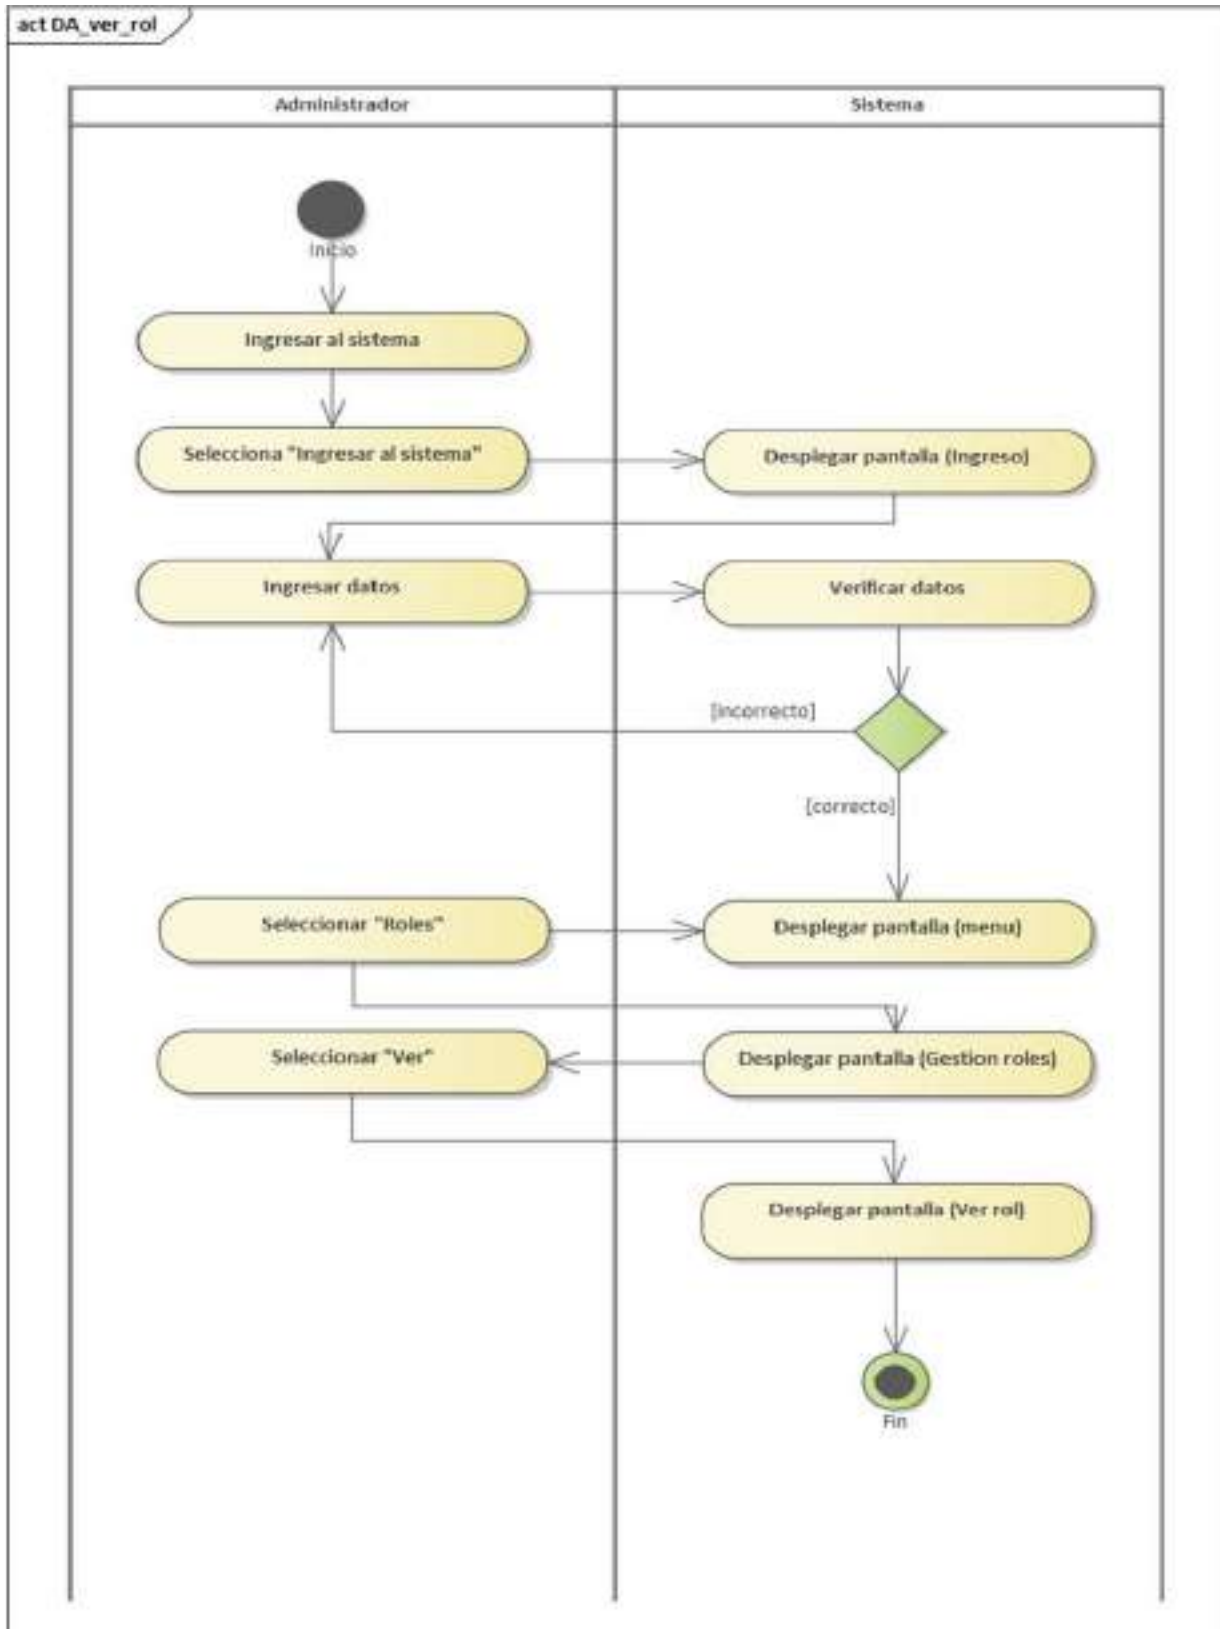 act DA_ver_rol
Administrador
Sistema
Inicio
Ingresar al sistema
Selecciona "Ingresar al sistema"
Desplegar pantalla (Ingreso)
Ingresar datos
Verificar datos
[incorrecto]
[correcto]
Seleccionar "Roles"
Desplegar pantalla (menu)
Seleccionar "Ver"
Desplegar pantalla (Gestion roles)
Desplegar pantalla (Ver rol)
Fin